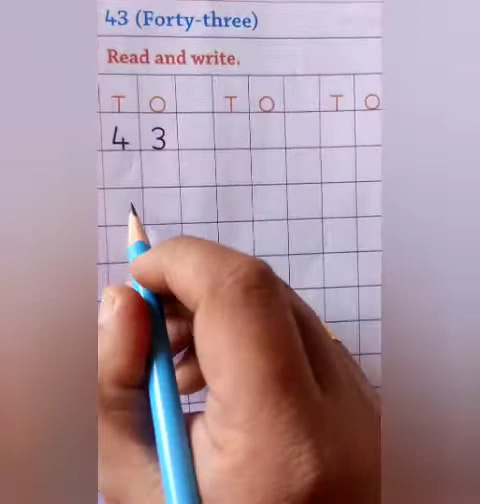 43 (Forty-three)
Read and write.
T O T O T O
4 3